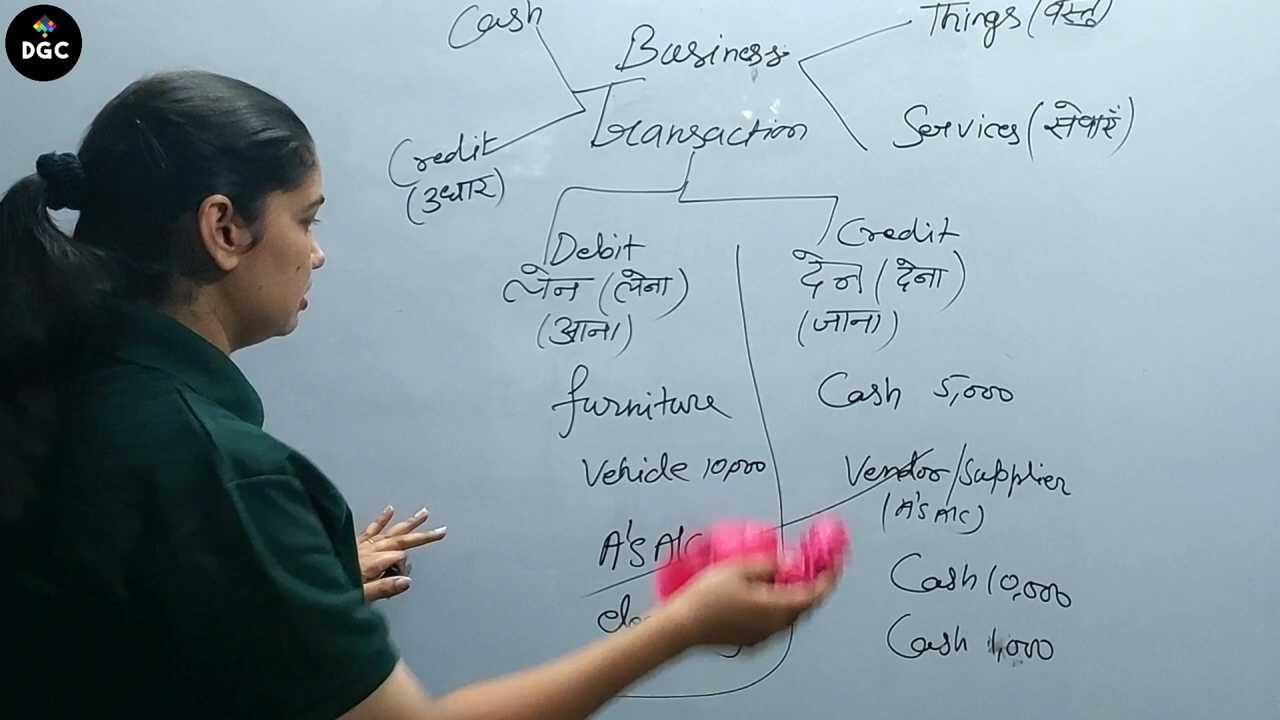 DGC
Cash
Business
Transaction
Things (वस्तु)
Services (सेवाएं)
Credit
(उधार)
Debit
लेन (लेना)
(आना)
Credit
देन (देना)
(जाना)
furniture
Cash 5,000
Vehicle 10,000
Vendor/Supplier
(A's A/c)
A's A/c
Cash 10,000
Cash 1,000